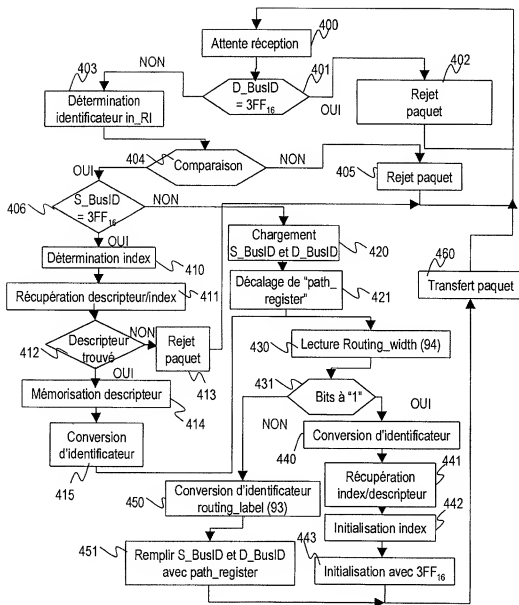 400
Attente réception
NON
403
D_BusID
= 3FF16
401
OUI
402
Rejet
paquet
Détermination
identificateur in_RI
404
Comparaison
NON
OUI
405
Rejet paquet
S_BusID
= 3FF16
406
NON
OUI
Chargement
S_BusID et D_BusID
420
460
Transfert paquet
Dètermination index
410
Décalage de "path_
register"
421
Récupération descripteur/index
411
430
Lecture Routing_width (94)
Descripteur
trouvé
412
NON
Rejet
paquet
413
OUI
431
Bits à "1"
OUI
NON
Mémorisation descripteur
414
Conversion d'identificateur
440
Conversion
d'identificateur
415
Récupération
index/descripteur
441
442
450
Conversion d'identificateur
routing_label (93)
Initialisation index
443
451
Remplir S_BusID et D_BusID
avec path_register
Initialisation avec 3FF16